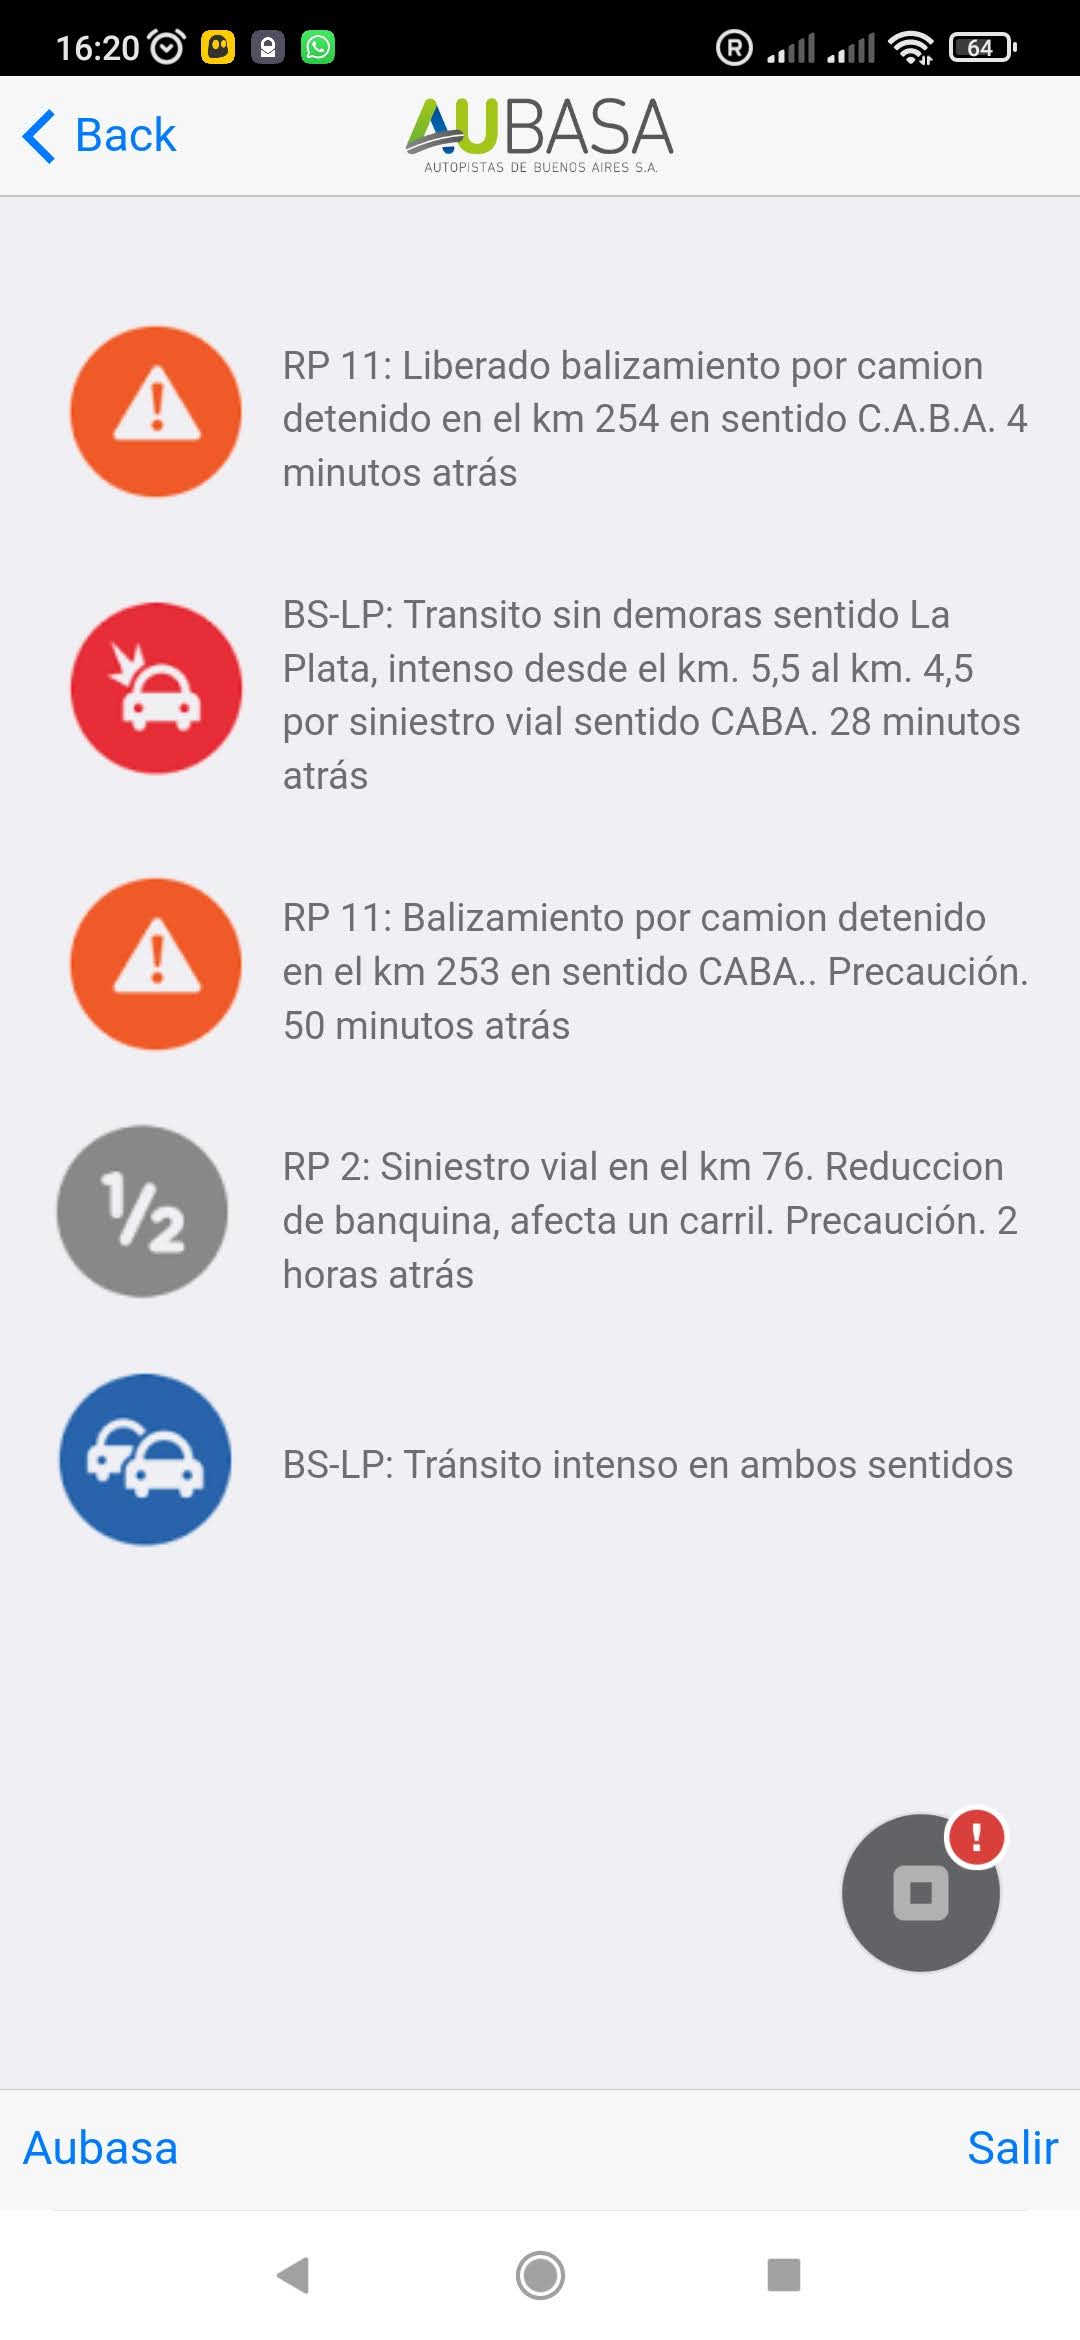 16:20
R
64
Back
AUBASA
AUTOPISTAS DE BUENOS AIRES S.A.
RP 11: Liberado balizamiento por camion
detenido en el km 254 en sentido C.A.B.A. 4
minutos atrás
BS-LP: Transito sin demoras sentido La
Plata, intenso desde el km. 5,5 al km. 4,5
por siniestro vial sentido CABA. 28 minutos
atrás
RP 11: Balizamiento por camion detenido
en el km 253 en sentido CABA.. Precaución.
50 minutos atrás
1/2
RP 2: Siniestro vial en el km 76. Reduccion
de banquina, afecta un carril. Precaución. 2
horas atrás
BS-LP: Tránsito intenso en ambos sentidos
!
Aubasa
Salir